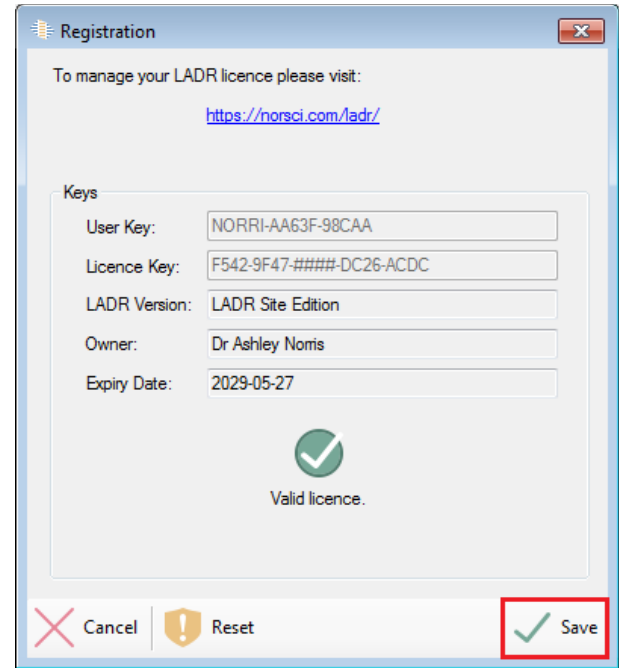 Registration
To manage your LADR licence please visit:
https://norsci.com/ladr/
Keys
User Key: NORRI-AA63F-98CAA
Licence Key: F542-9F47-####-DC26-ACDC
LADR Version: LADR Site Edition
Owner: Dr Ashley Norris
Expiry Date: 2029-05-27
Valid licence.
Cancel Reset Save